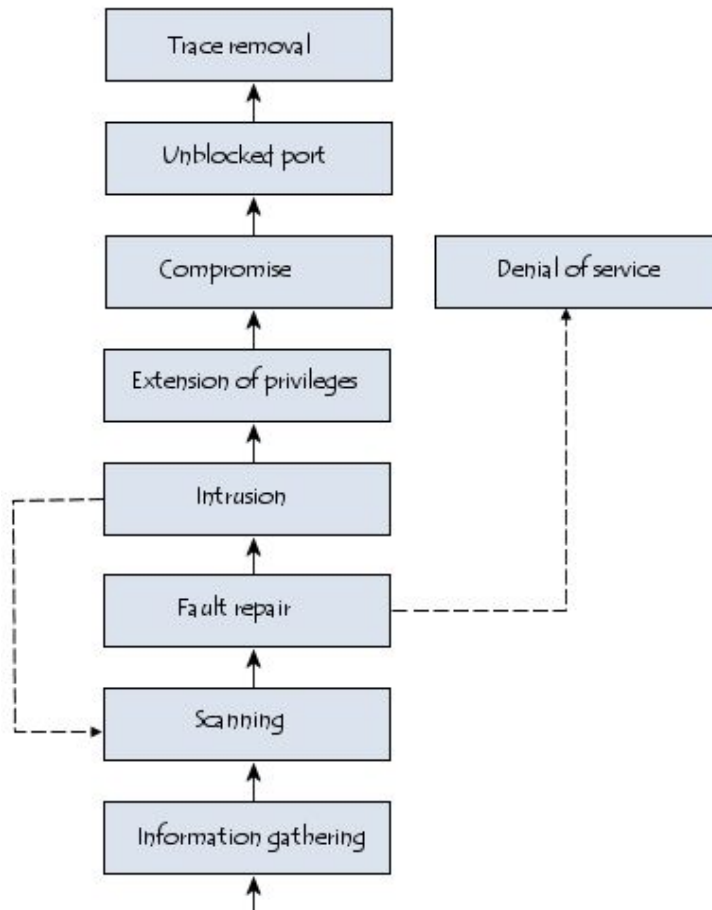 Trace removal
Unblocked port
Compromise
Denial of service
Extension of privileges
Intrusion
Fault repair
Scanning
Information gathering